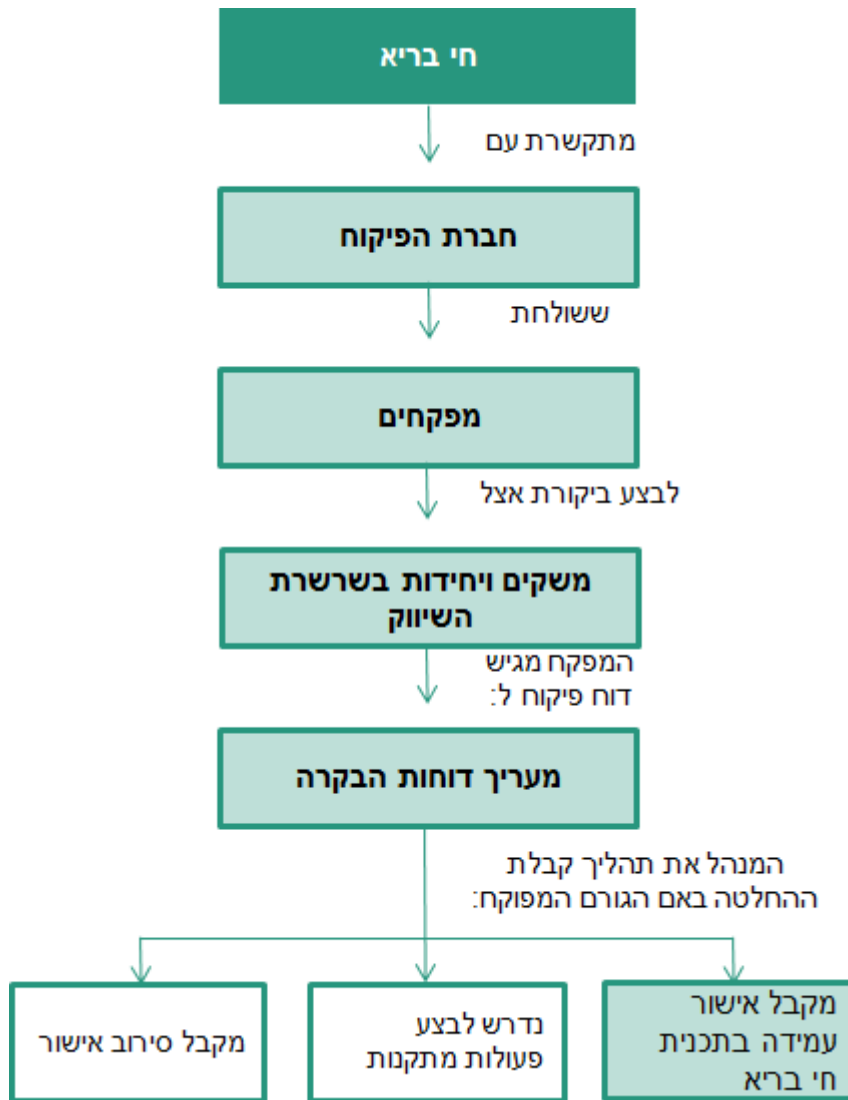 חי בריא
מתקשרת עם
חברת הפיקוח
ששולחת
מפקחים
לבצע ביקורת אצל
משקים ויחידות בשרשרת
השיווק
המפקח מגיש
דוח פיקוח ל:
מעריך דוחות הבקרה
המנהל את תהליך קבלת
ההחלטה באם הגורם המפוקח:
מקבל אישור
עמידה בתכנית
חי בריא
נדרש לבצע
פעולות מתקנות
מקבל סירוב אישור